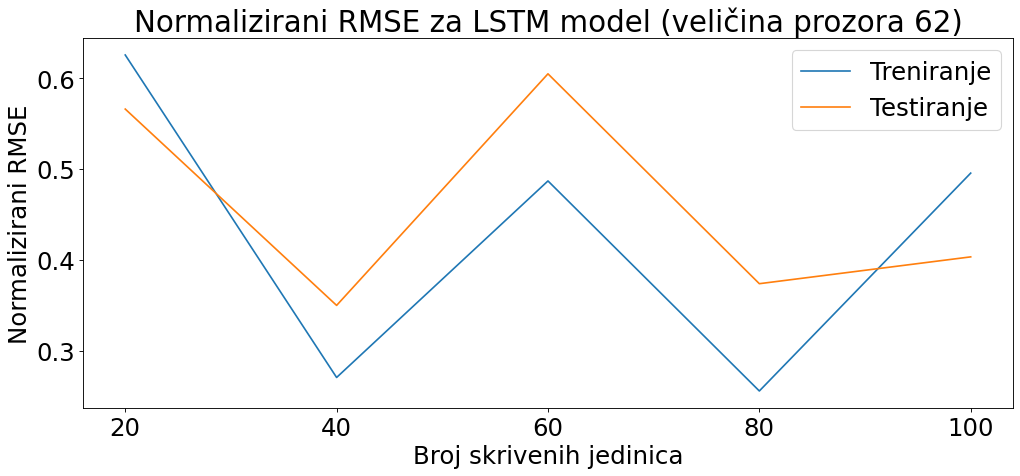 Normalizirani RMSE za LSTM model (veličina prozora 62)
Treniranje
Testiranje
Normalizirani RMSE
0.6
0.5
0.4
0.3
20 40 60 80 100
Broj skrivenih jedinica